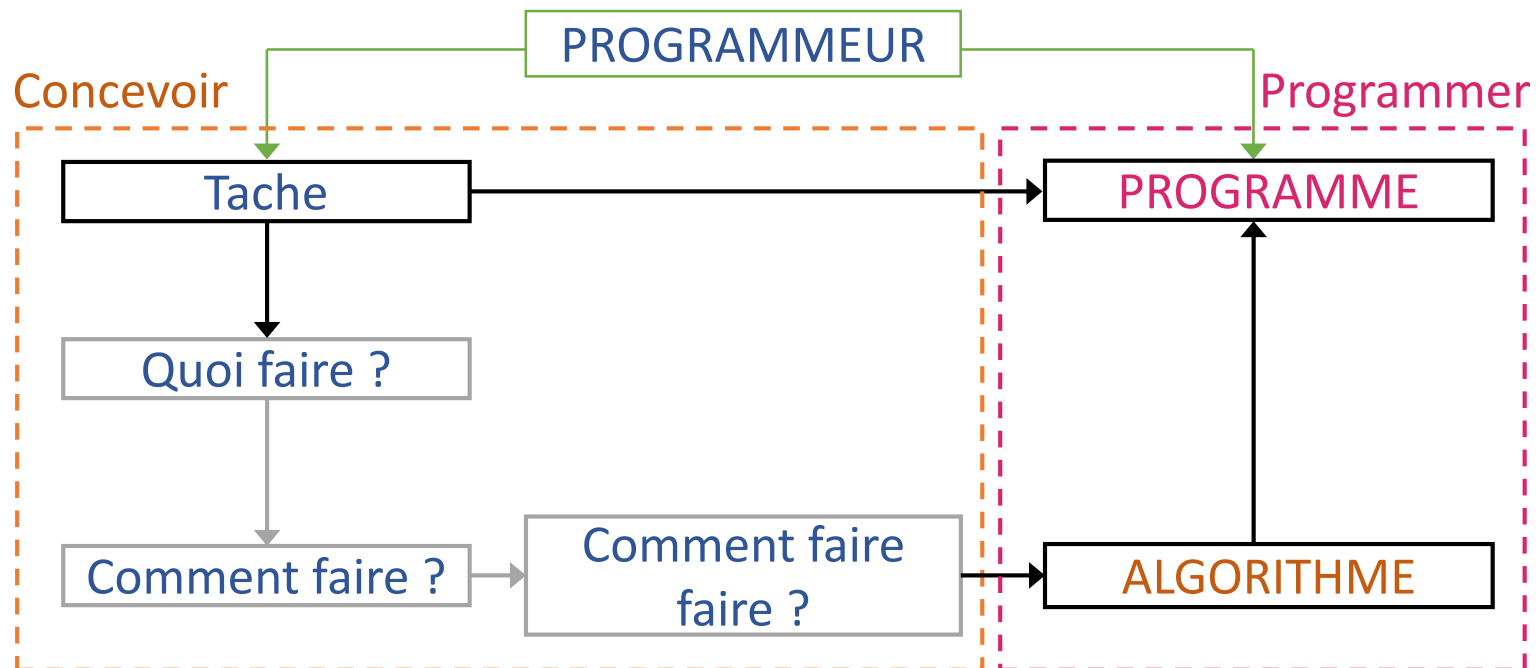 PROGRAMMEUR
Concevoir
Programmer
Tache
PROGRAMME
Quoi faire ?
Comment faire ?
Comment faire
faire ?
ALGORITHME